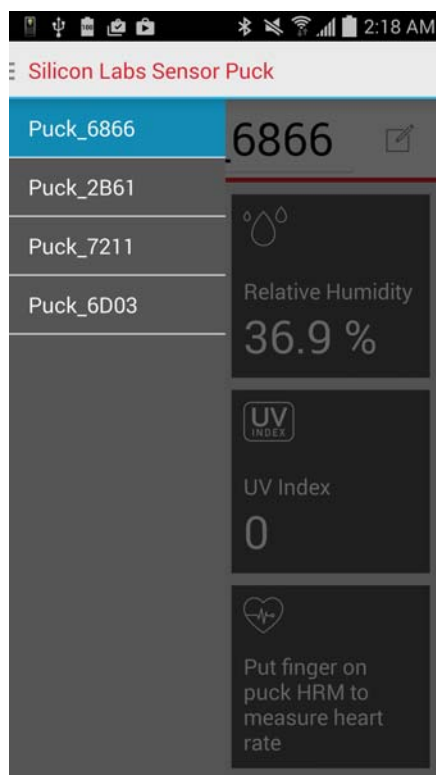 2:18 AM
Silicon Labs Sensor Puck
Puck_6866
_6866
Puck_2B61
Puck_7211
Puck_6D03
Relative Humidity
36.9 %
UV
INDEX
UV Index
0
Put finger on
puck HRM to
measure heart
rate